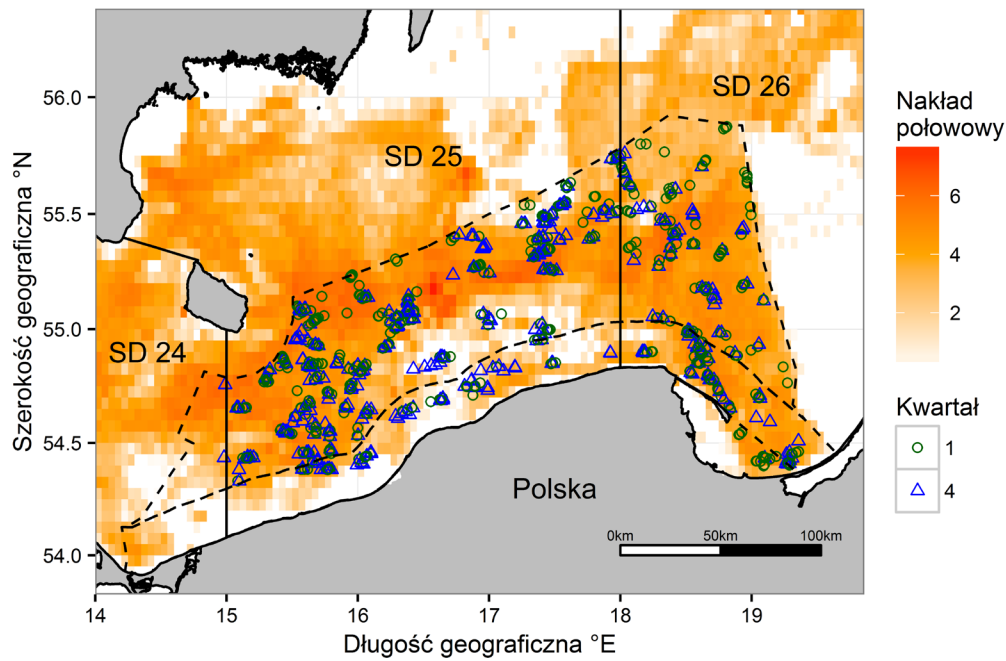 56.0
55.5
55.0
54.5
54.0
Szerokość geograficzna °N
SD 26
SD 25
SD 24
Polska
0km 50km 100km
14 15 16 17 18 19
Długość geograficzna °E
Nakład
połowowy
6
4
2
Kwartał
1
4